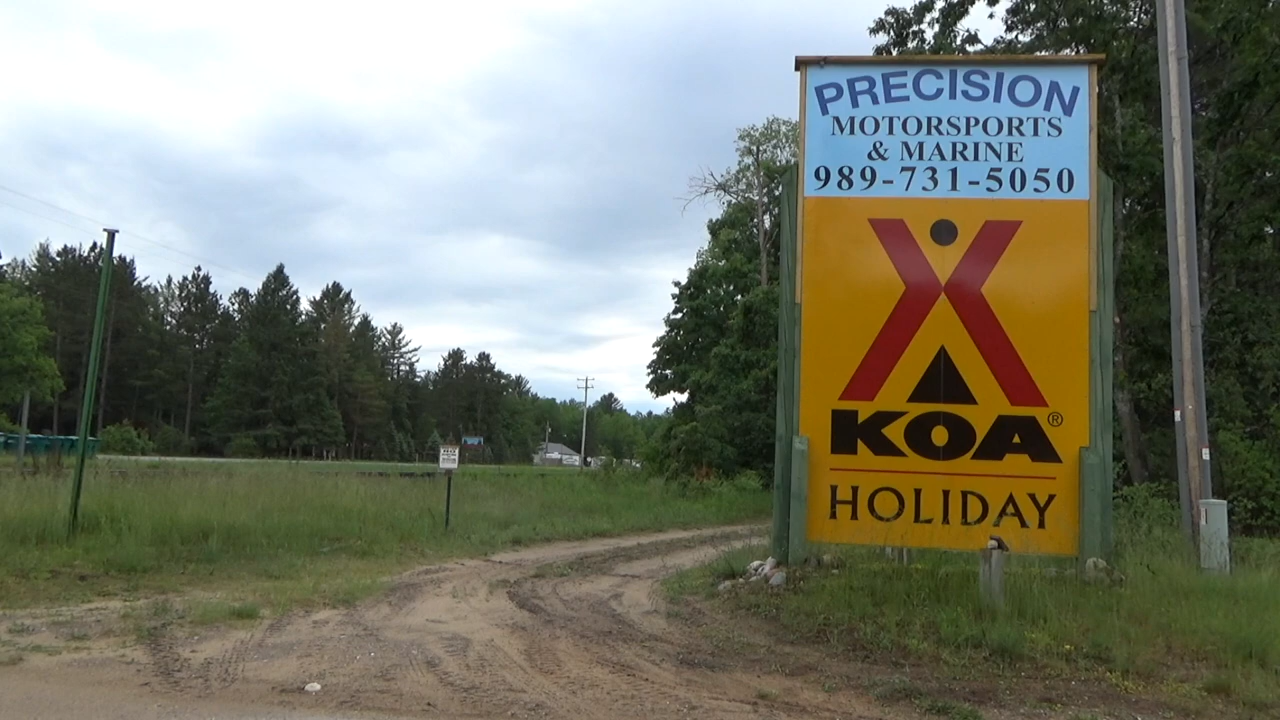 PRECISION
MOTORSPORTS
& MARINE
989-731-5050
KOA®
HOLIDAY